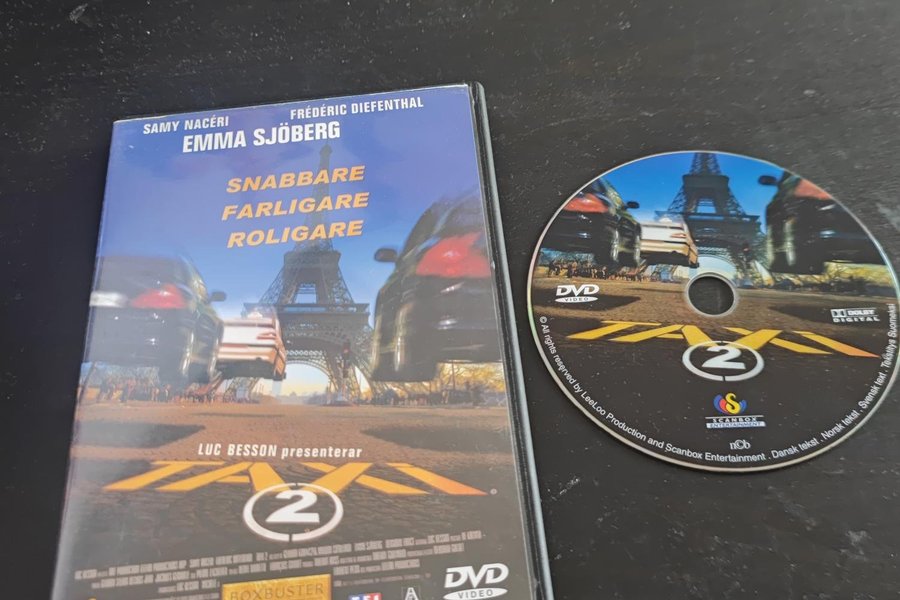 SAMY NACÉRI
FRÉDÉRIC DIEFENTHAL
EMMA SJÖBERG
SNABBARE
FARLIGARE
ROLIGARE
LUC BESSON presenterar
TAXI
2
BOXBUSTER
DVD
VIDEO
DVD
VIDEO
DOLBY
DIGITAL
TAXI
2
SCANBOX
ENTERTAINMENT
ncb
© All rights reserved by LeeLoo Production and Scanbox Entertainment . Dansk tekst . Norsk tekst . Svensk text . Tekstitys Suomeksi